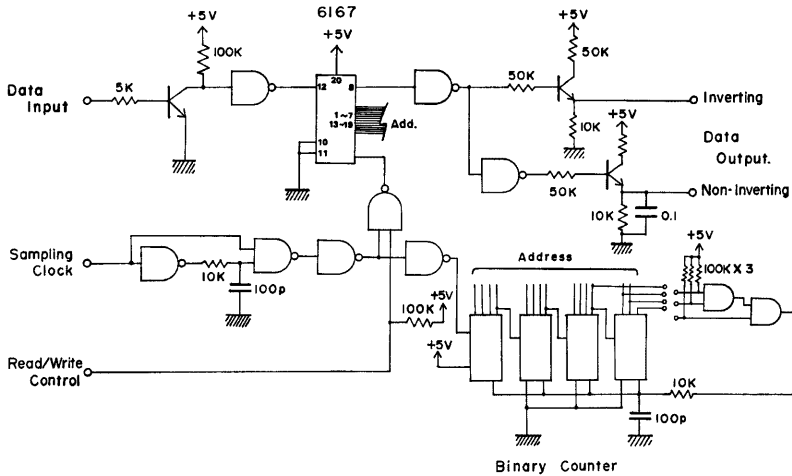 6167
+5V
+5V
+5V
100K
50K
Data
Input
5K
20
12
8
50K
Inverting
1~7
13~19
Add.
10K
+5V
Data
Output.
10
11
50K
Non-inverting
10K
0.1
Sampling
Clock
10K
100p
Address
+5V
100K X 3
100K
+5V
+5V
Read/Write
Control
10K
100p
Binary Counter